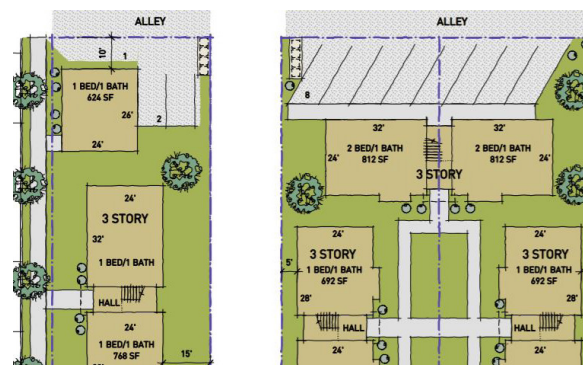 ALLEY
10'
1
1 BED/1 BATH
624 SF
26'
24'
2
24'
3 STORY
32'
1 BED/1 BATH
HALL
24'
1 BED/1 BATH
768 SF
15'
ALLEY
8
32'
32'
2 BED/1 BATH
812 SF
2 BED/1 BATH
812 SF
24'
24'
3 STORY
24'
24'
3 STORY
3 STORY
5'
1 BED/1 BATH
692 SF
1 BED/1 BATH
692 SF
28'
28'
HALL
HALL
24'
24'